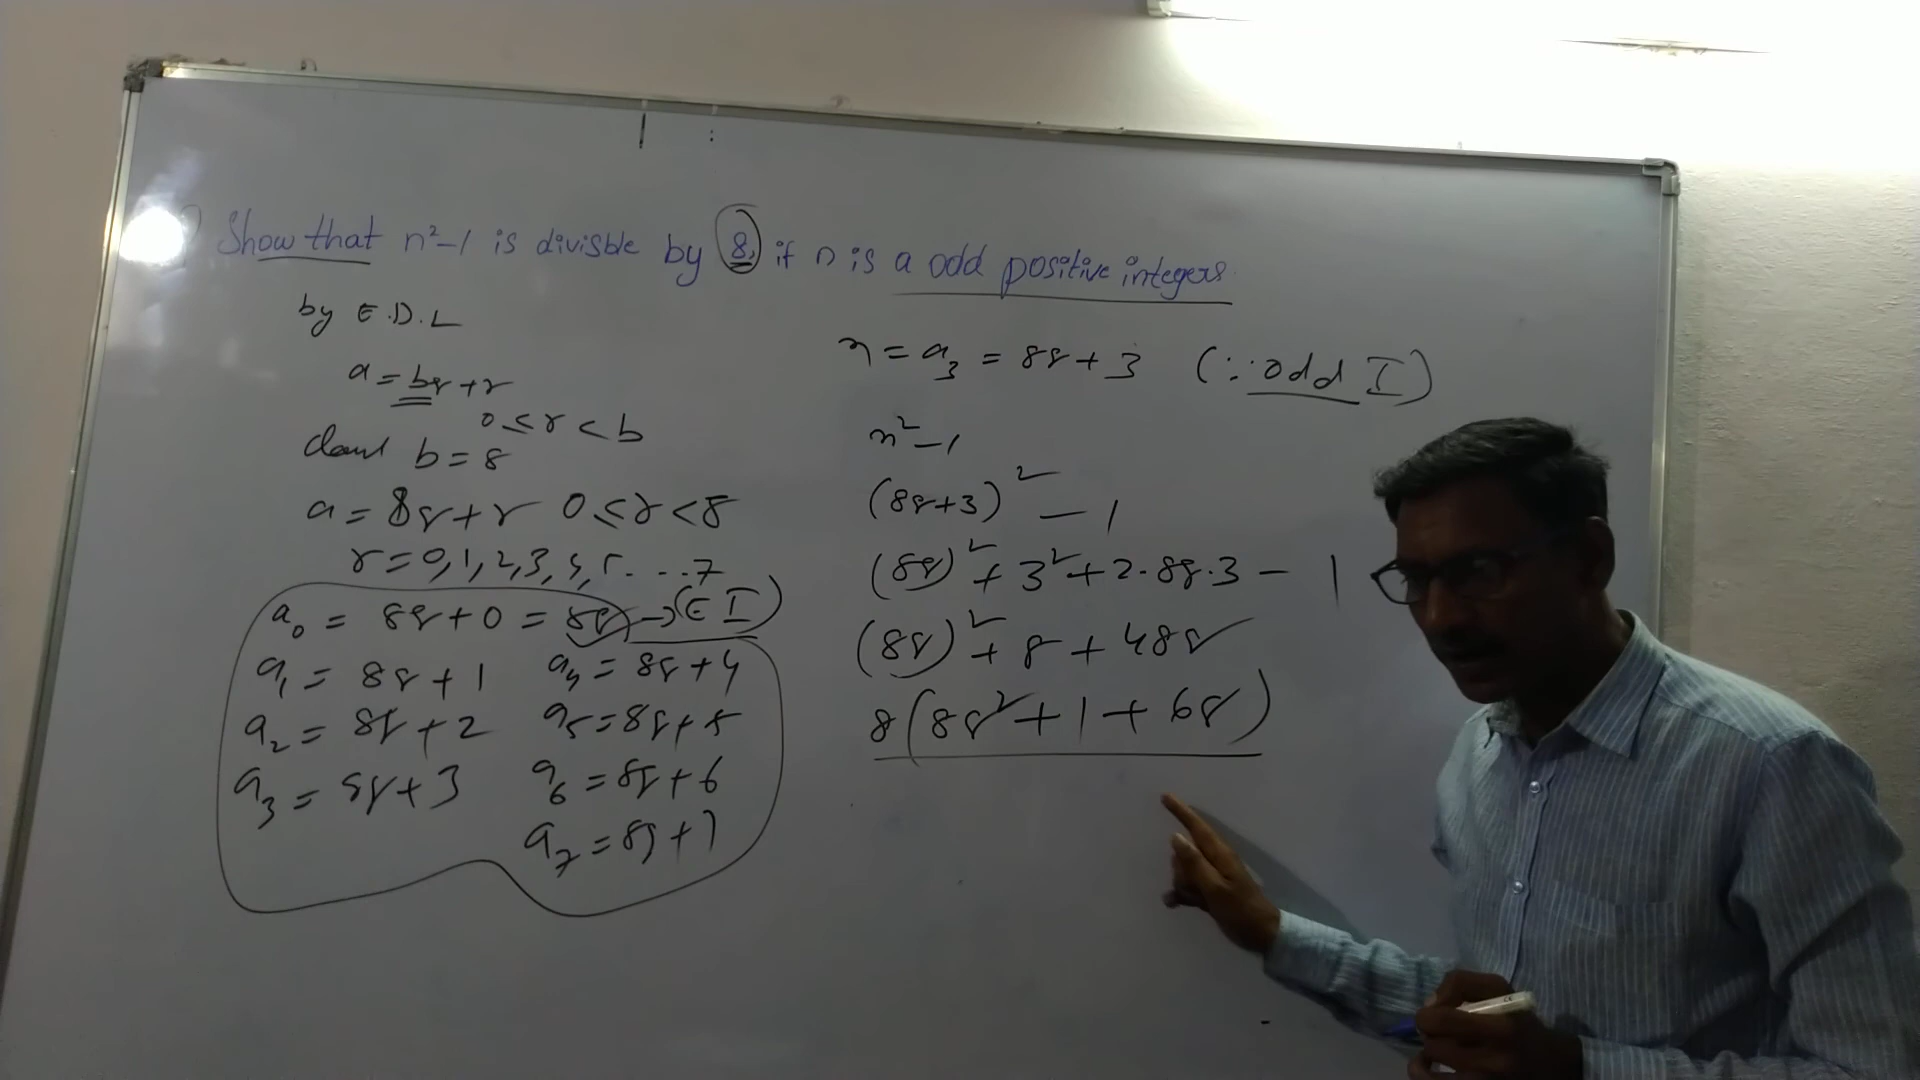 Show that n²-1 is divisble by 8, if n is a odd positive integers.
by E.D.L
a = bq + r
0 ≤ r < b
b = 8
a = 8q + r 0 ≤ r < 8
r = 0, 1, 2, 3, 4, 5. . . . 7
a₀ = 8q + 0 = 8q → (E I)
a₁ = 8q + 1
a₂ = 8q + 2
a₃ = 8q + 3
a₄ = 8q + 4
a₅ = 8q + 5
a₆ = 8q + 6
a₇ = 8q + 7
n = a₃ = 8q + 3 (∵ odd I)
n² - 1
(8q+3)² - 1
(8q)² + 3² + 2·8q·3 - 1
(8q)² + 8 + 48q
8(8q² + 1 + 6q)